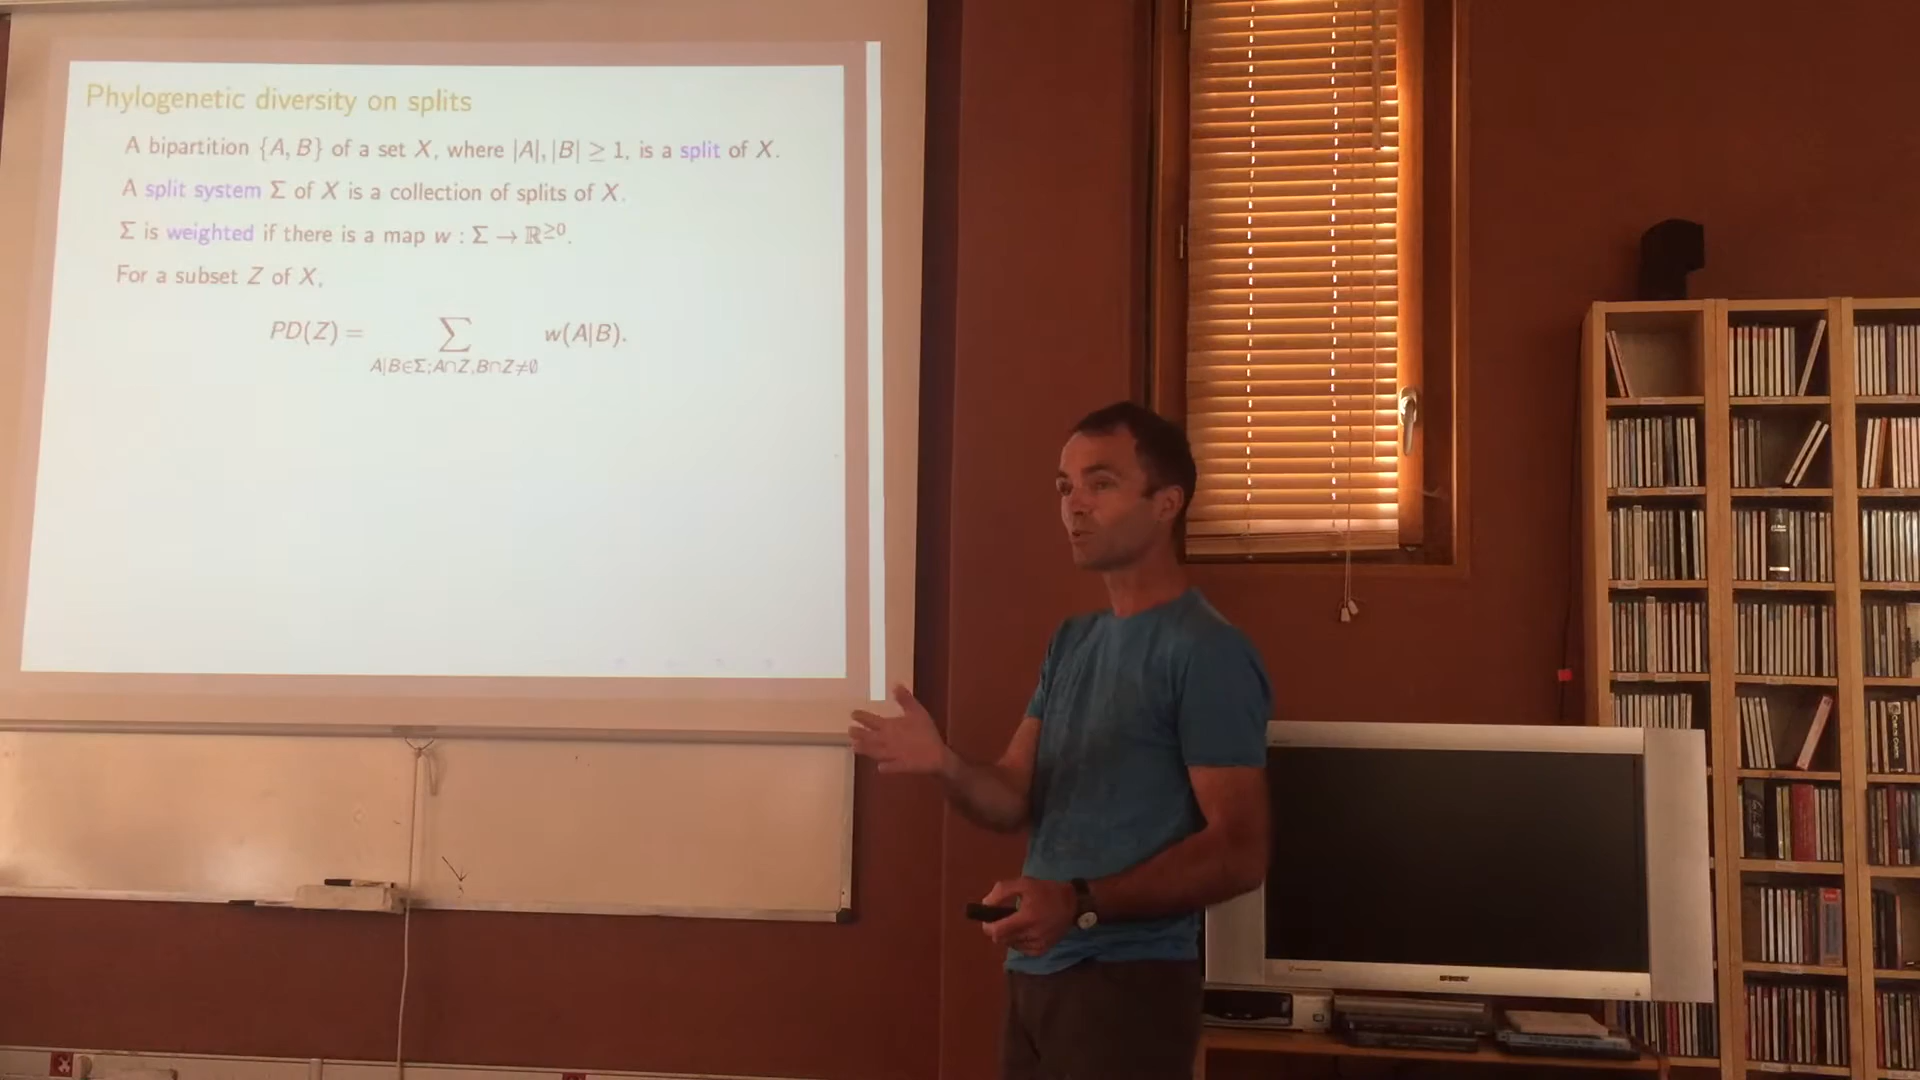 Phylogenetic diversity on splits
A bipartition {A, B} of a set X, where |A|, |B| ≥ 1, is a split of X.
A split system Σ of X is a collection of splits of X.
Σ is weighted if there is a map w : Σ → ℝ≥0.
For a subset Z of X,
PD(Z) = ∑ w(A|B).
A|B∈Σ;A∩Z,B∩Z≠∅